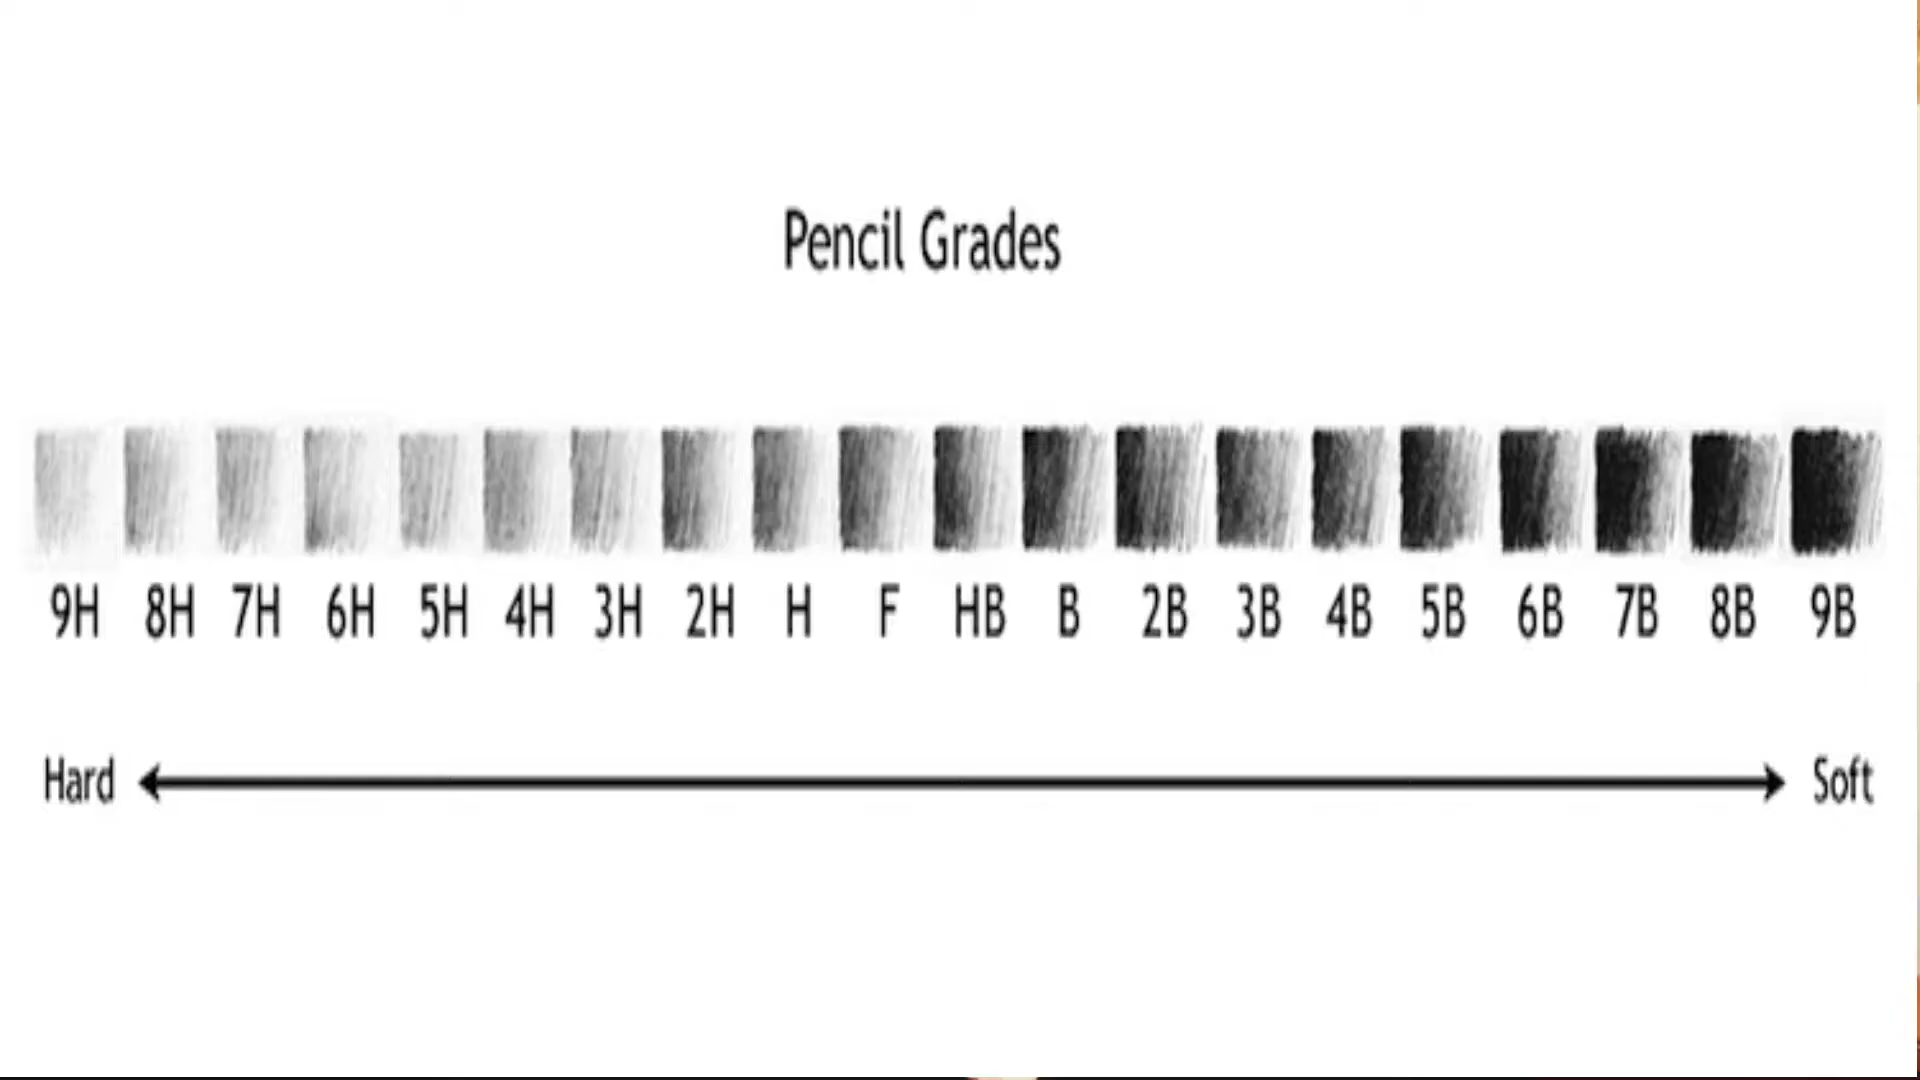 Pencil Grades
9H 8H 7H 6H 5H 4H 3H 2H H F HB B 2B 3B 4B 5B 6B 7B 8B 9B
Hard Soft